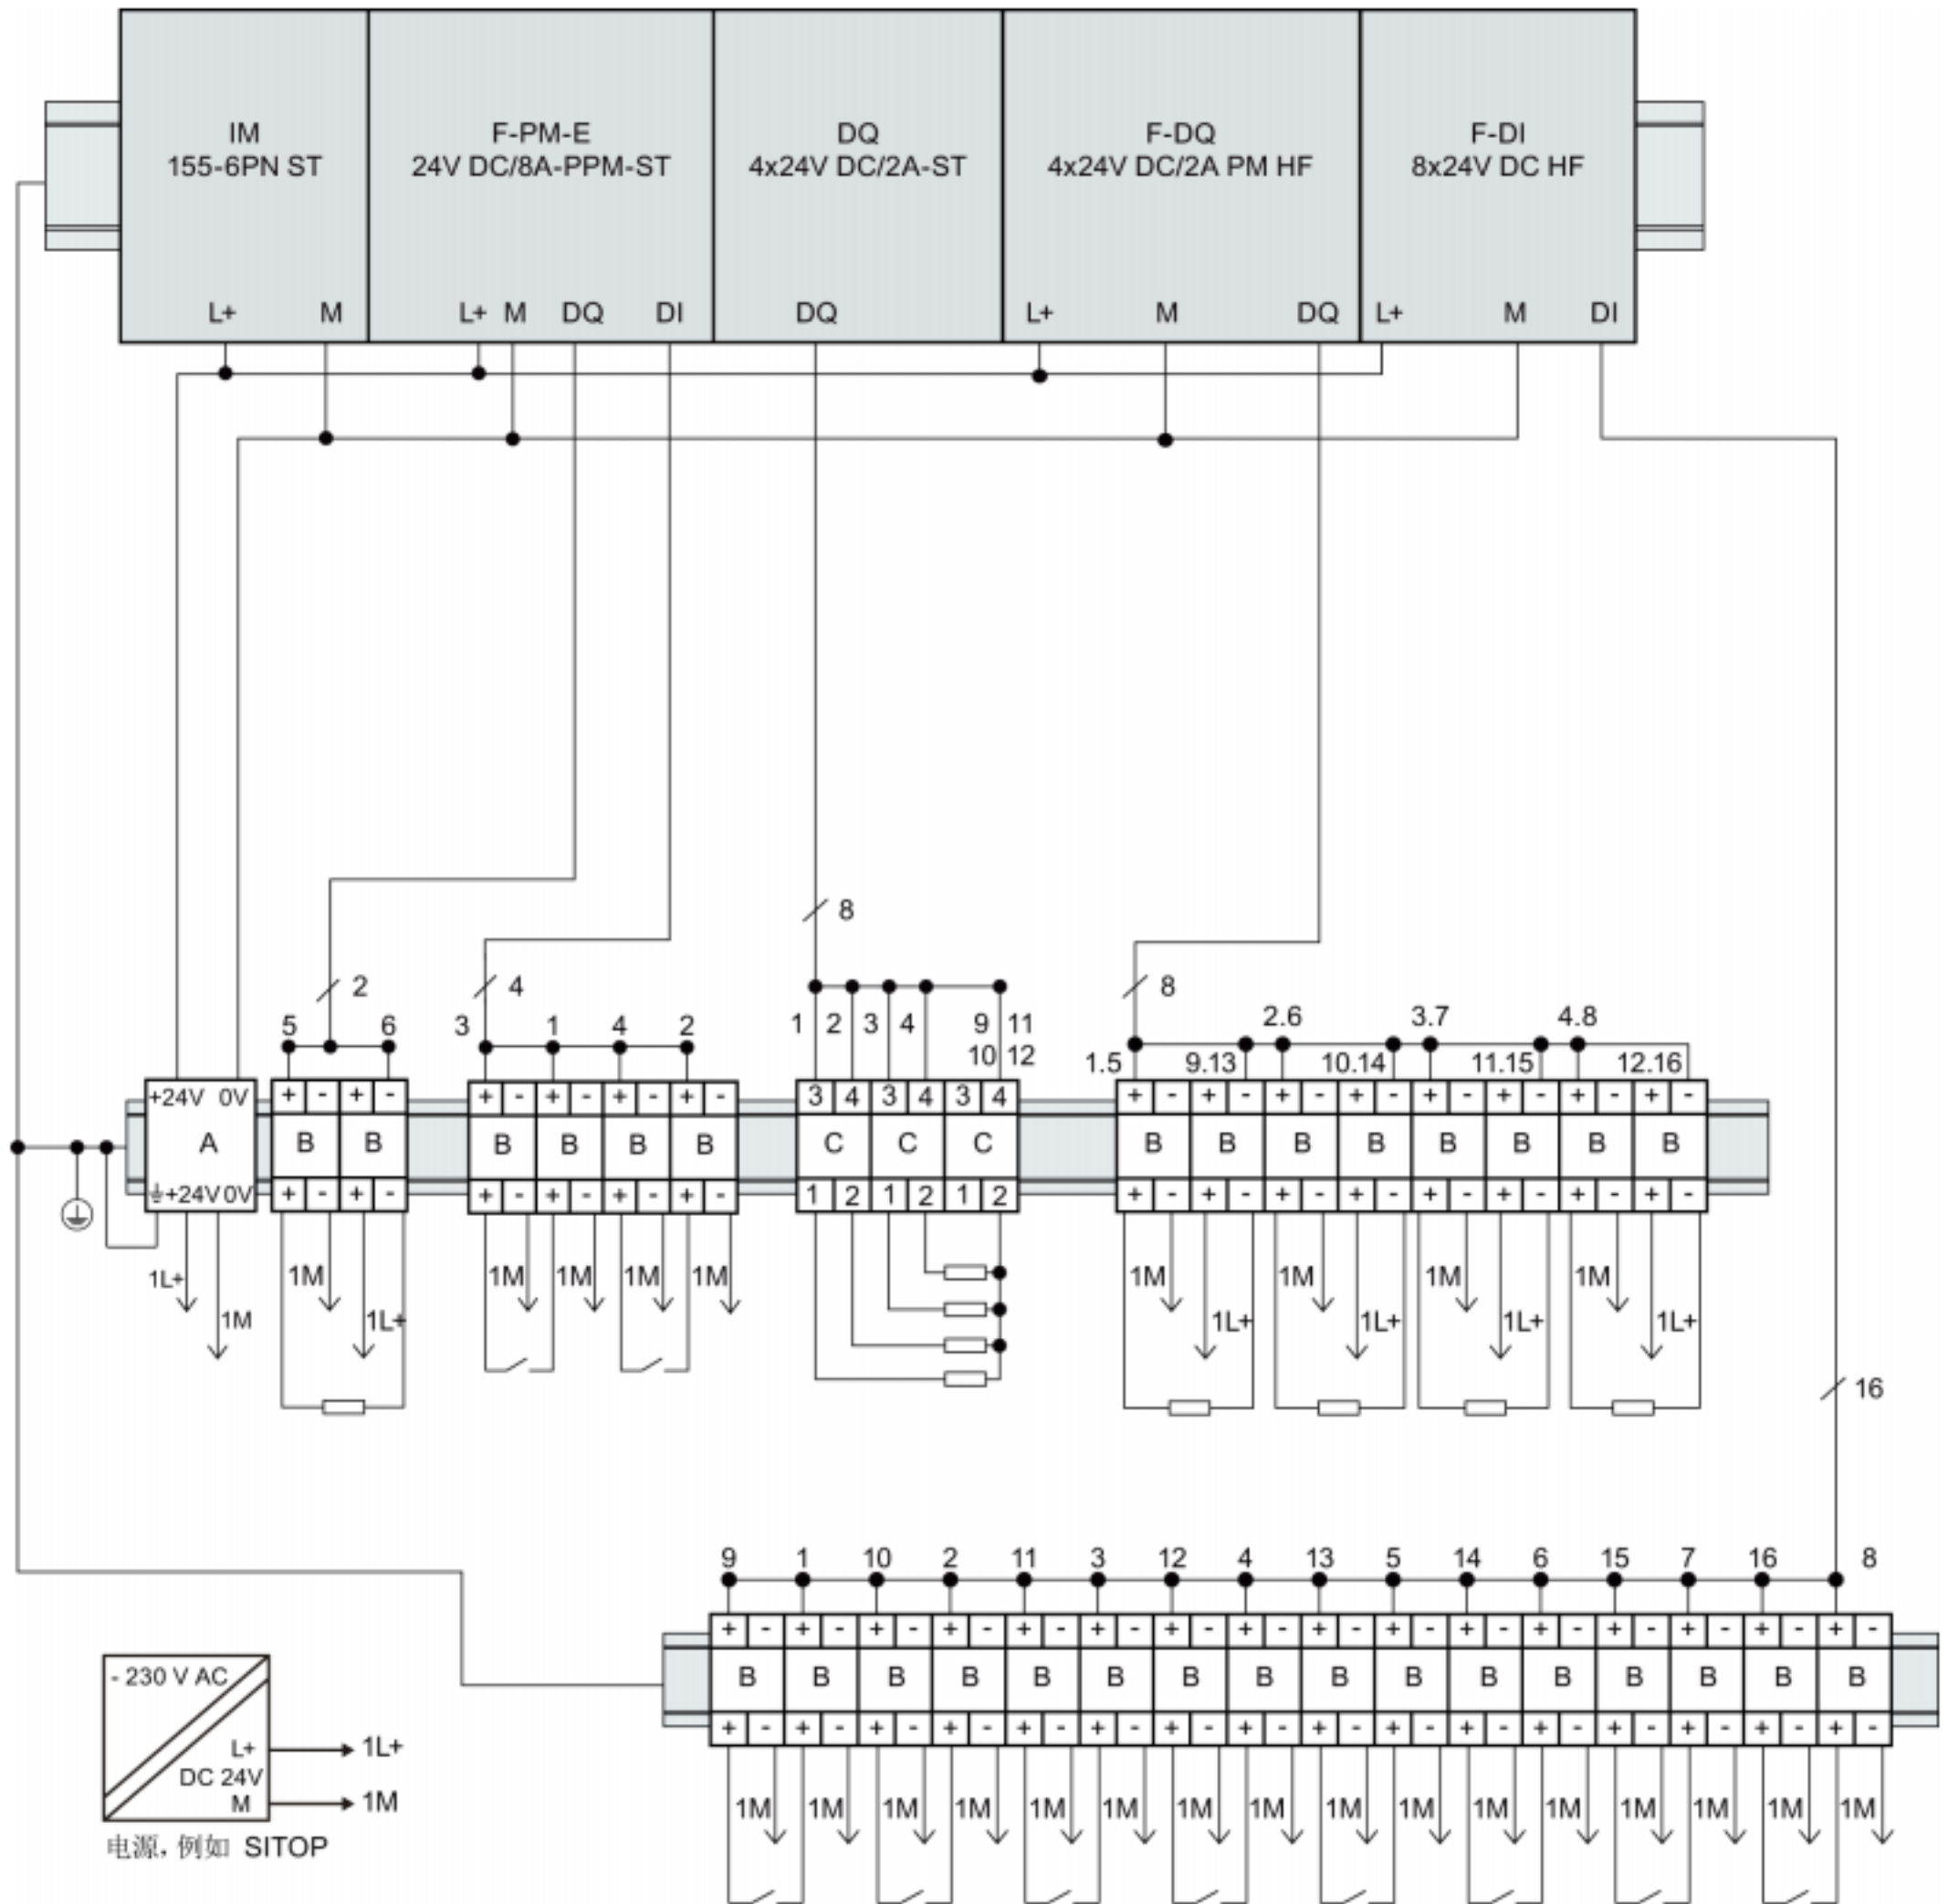 IM
155-6PN ST
F-PM-E
24V DC/8A-PPM-ST
DQ
4x24V DC/2A-ST
F-DQ
4x24V DC/2A PM HF
F-DI
8x24V DC HF
L+ M L+ M DQ DI DQ L+ M DQ L+ M DI
8
2 4 8
5 6 3 1 4 2 1 2 3 4 9 11 2.6 3.7 4.8
10 12 1.5 9.13 10.14 11.15 12.16
+24V 0V + - + - + - + - + - + - 3 4 3 4 3 4 + - + - + - + - + - + - + - + -
A B B B B B B C C C B B B B B B B B
+24V 0V + - + - + - + - + - + - 1 2 1 2 1 2 + - + - + - + - + - + - + - + -
1L+ 1M 1M 1M 1M 1M 1M 1M 1M 1M
1M 1L+ 1L+ 1L+ 1L+ 1L+
16
9 1 10 2 11 3 12 4 13 5 14 6 15 7 16 8
+ - + - + - + - + - + - + - + - + - + - + - + - + - + - + - + -
B B B B B B B B B B B B B B B B
+ - + - + - + - + - + - + - + - + - + - + - + - + - + - + - + -
1M 1M 1M 1M 1M 1M 1M 1M 1M 1M 1M 1M 1M 1M 1M 1M
- 230 V AC
L+ 1L+
DC 24V
M 1M
电源，例如 SITOP